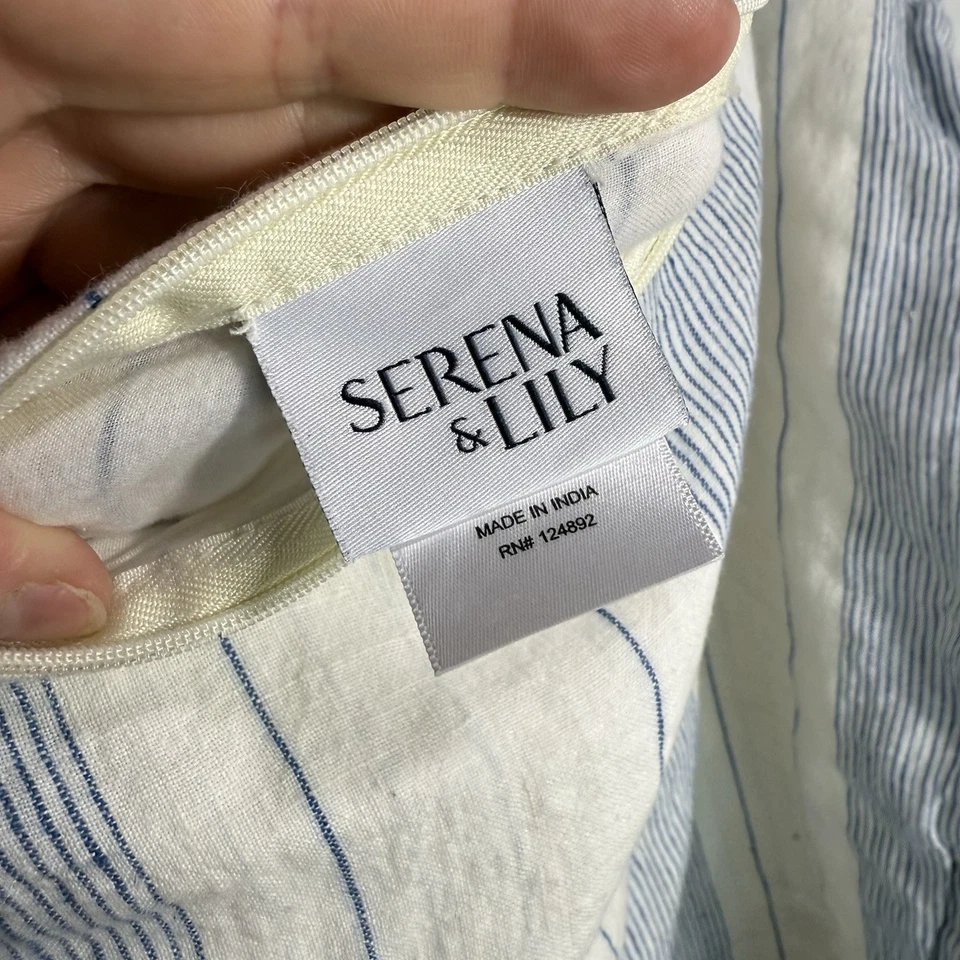 SERENA
& LILY
MADE IN INDIA
RN# 124892